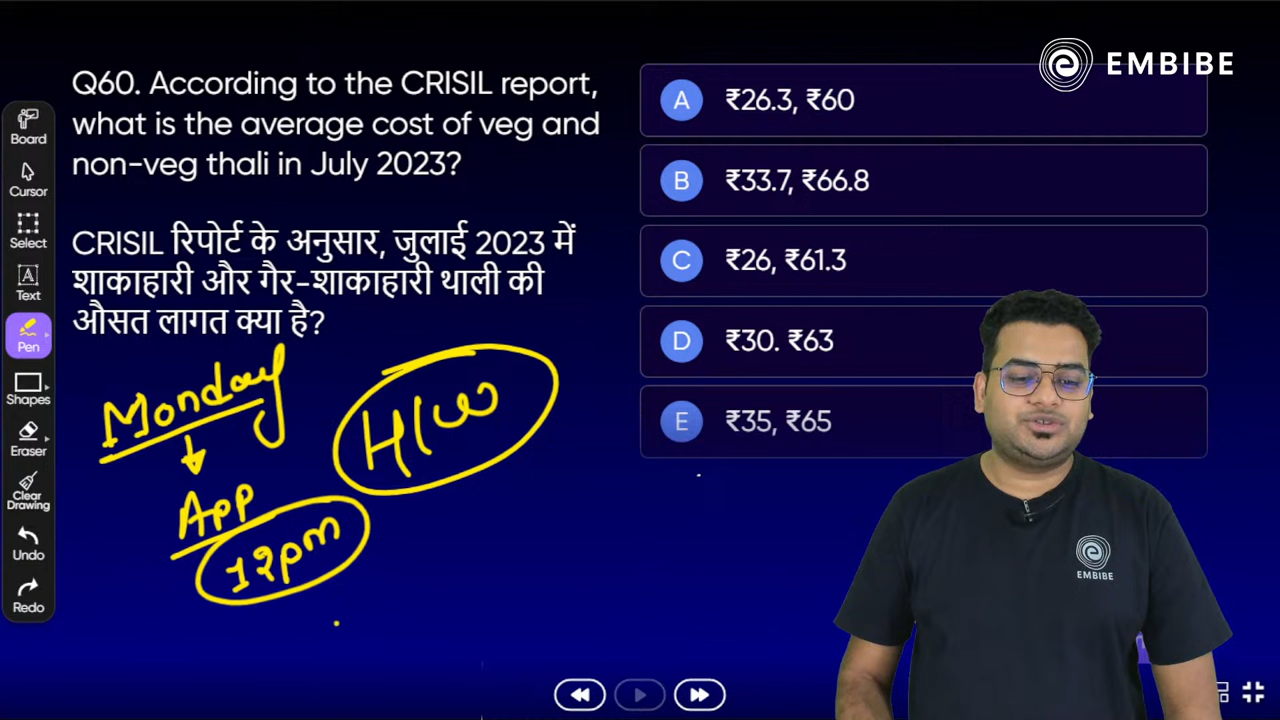 EMBIBE
Q60. According to the CRISIL report,
what is the average cost of veg and
non-veg thali in July 2023?
CRISIL रिपोर्ट के अनुसार, जुलाई 2023 में
शाकाहारी और गैर-शाकाहारी थाली की
औसत लागत क्या है?
A ₹26.3, ₹60
B ₹33.7, ₹66.8
C ₹26, ₹61.3
D ₹30. ₹63
E ₹35, ₹65
Monday
H/W
App
12pm
Board
Cursor
Select
Text
Pen
Shapes
Eraser
Clear
Drawing
Undo
Redo
EMBIBE